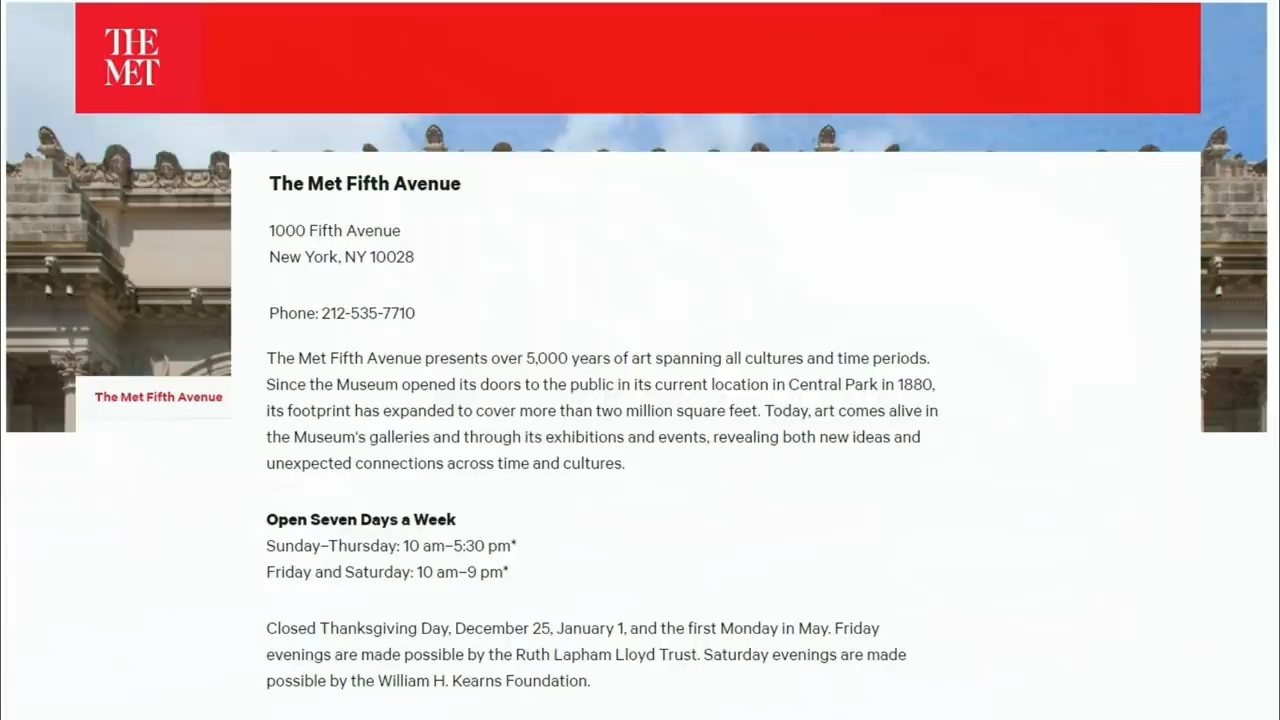 THE
MET
The Met Fifth Avenue
1000 Fifth Avenue
New York, NY 10028
Phone: 212-535-7710
The Met Fifth Avenue presents over 5,000 years of art spanning all cultures and time periods.
Since the Museum opened its doors to the public in its current location in Central Park in 1880,
The Met Fifth Avenue
its footprint has expanded to cover more than two million square feet. Today, art comes alive in
the Museum's galleries and through its exhibitions and events, revealing both new ideas and
unexpected connections across time and cultures.
Open Seven Days a Week
Sunday–Thursday: 10 am–5:30 pm*
Friday and Saturday: 10 am–9 pm*
Closed Thanksgiving Day, December 25, January 1, and the first Monday in May. Friday
evenings are made possible by the Ruth Lapham Lloyd Trust. Saturday evenings are made
possible by the William H. Kearns Foundation.